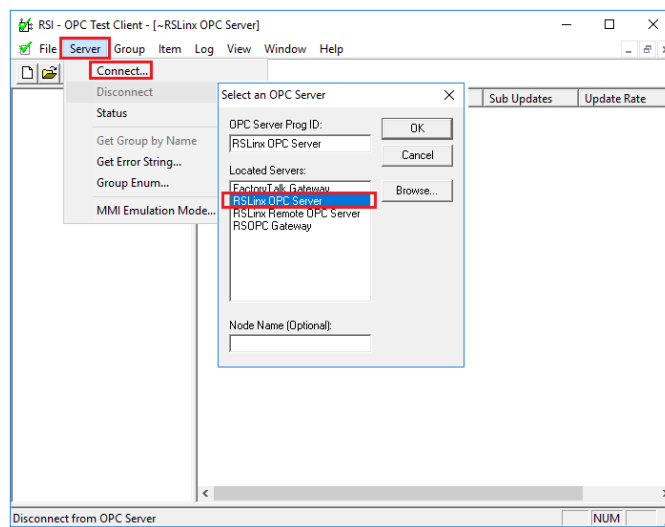 RSI - OPC Test Client - [~RSLinx OPC Server]
File Server Group Item Log View Window Help
Connect...
Disconnect
Status
Get Group by Name
Get Error String...
Group Enum...
MMI Emulation Mode...
Sub Updates Update Rate
Select an OPC Server
OPC Server Prog ID:
RSLinx OPC Server
OK
Cancel
Located Servers:
Browse...
FactoryTalk Gateway
RSLinx OPC Server
RSLinx Remote OPC Server
RSOPC Gateway
Node Name (Optional):
Disconnect from OPC Server NUM